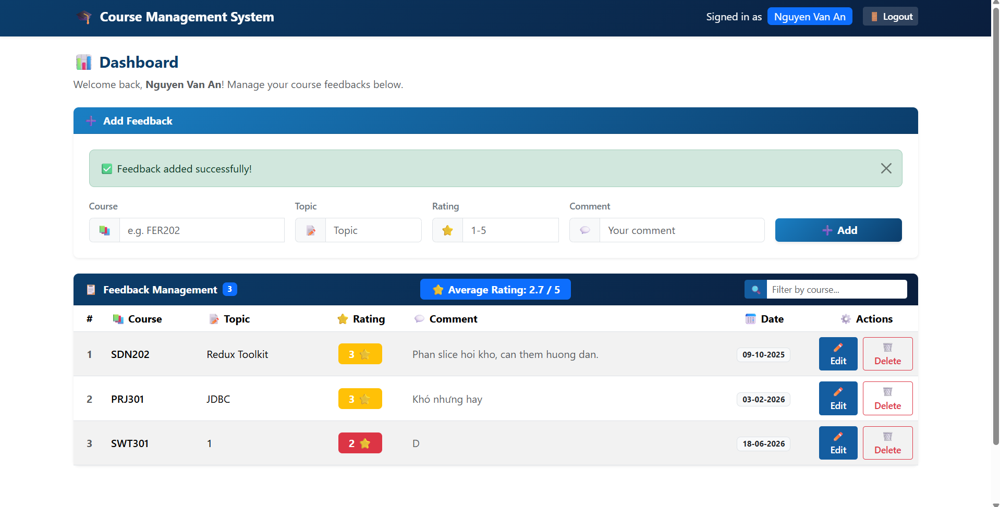 Course Management System
Signed in as Nguyen Van An Logout
Dashboard
Welcome back, Nguyen Van An! Manage your course feedbacks below.
Add Feedback
Feedback added successfully!
Course Topic Rating Comment
e.g. FER202 Topic 1-5 Your comment Add
Feedback Management 3 Average Rating: 2.7 / 5 Filter by course...
# Course Topic Rating Comment Date Actions
1 SDN202 Redux Toolkit 3 Phan slice hoi kho, can them huong dan. 09-10-2025 Edit Delete
2 PRJ301 JDBC 3 Khó nhưng hay 03-02-2026 Edit Delete
3 SWT301 1 2 D 18-06-2026 Edit Delete